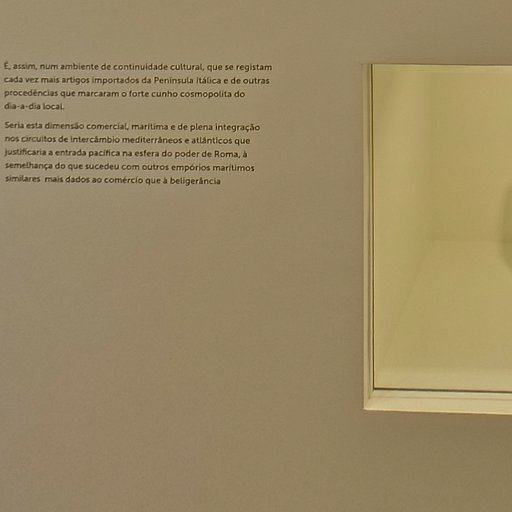 É, assim, num ambiente de continuidade cultural, que se registam
cada vez mais artigos importados da Península Itálica e de outras
procedências que marcaram o forte cunho cosmopolita do
dia-a-dia local.
Seria esta dimensão comercial, marítima e de plena integração
nos circuitos de intercâmbio mediterrâneos e atlânticos que
justificaria a entrada pacífica na esfera do poder de Roma, à
semelhança do que sucedeu com outros empórios marítimos
similares mais dados ao comércio que à beligerância